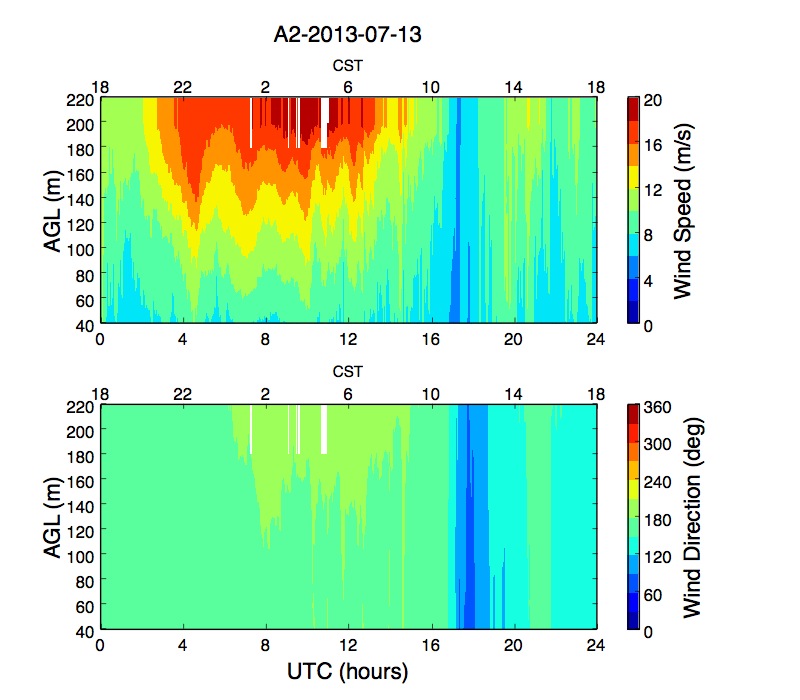 A2-2013-07-13
CST
18 22 2 6 10 14 18
220
200
180
160
140
120
100
80
60
40
AGL (m)
0 4 8 12 16 20 24
20
16
12
8
4
0
Wind Speed (m/s)
CST
18 22 2 6 10 14 18
220
200
180
160
140
120
100
80
60
40
AGL (m)
0 4 8 12 16 20 24
UTC (hours)
360
300
240
180
120
60
0
Wind Direction (deg)